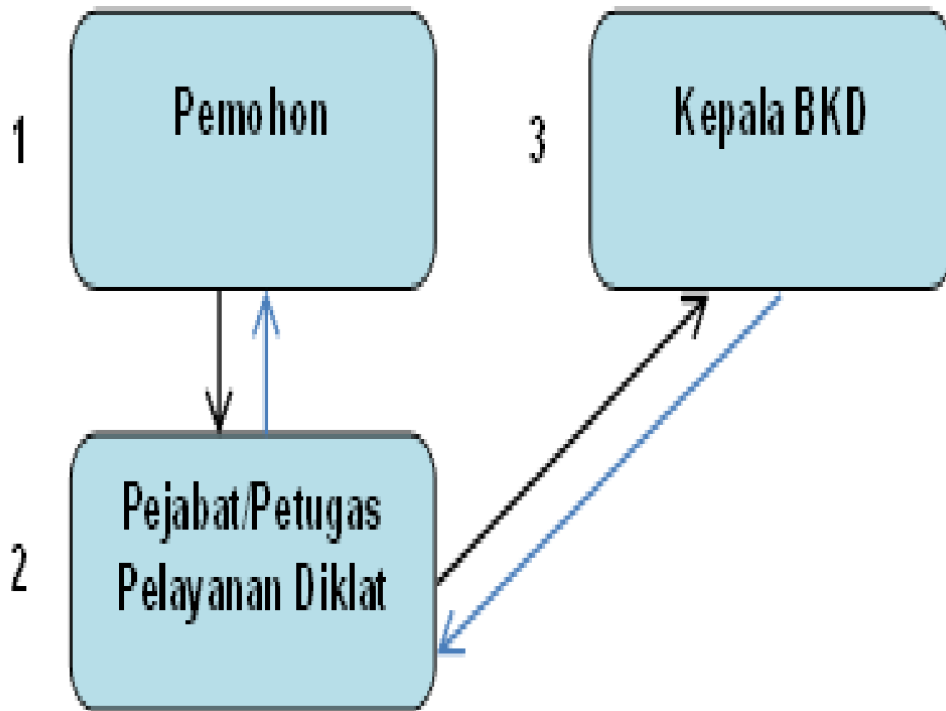 1
Pemohon
3
Kepala BKD
2
Pejabat/Petugas
Pelayanan Diklat